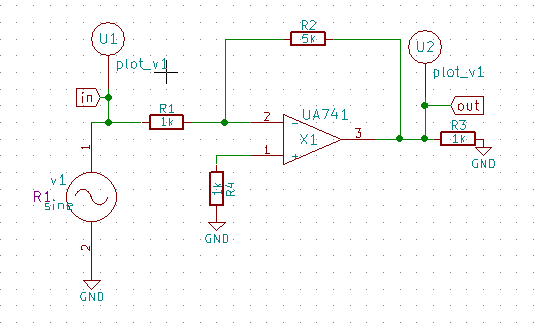 U1
plot_v1
in
R1
1k
R2
5k
U2
plot_v1
out
R3
1k
GND
UA741
X1
2
-
1
+
3
1k
R4
GND
1
v1
R1.
sine
2
GND